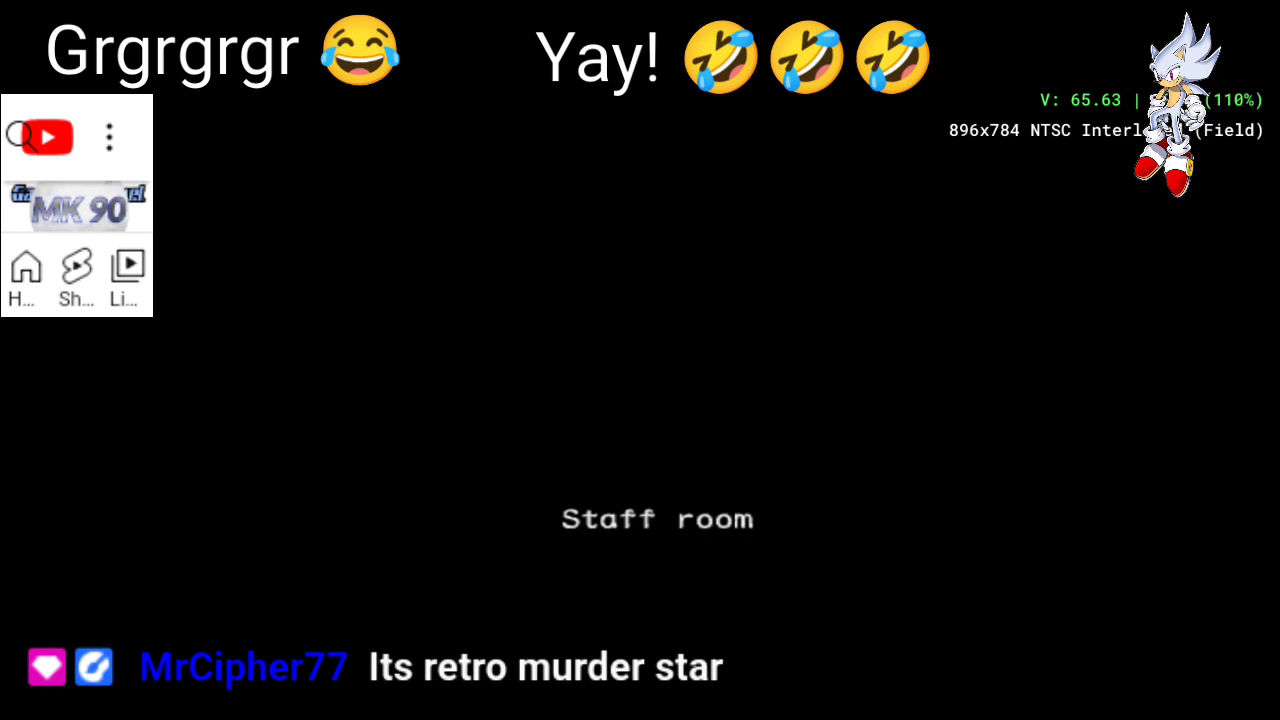 Grgrgrgr 😂
Yay! 🤣🤣🤣
V: 65.63 | (110%)
896x784 NTSC (Field)
MK 90
H...
Sh...
Li...
Staff room
MrCipher77 Its retro murder star